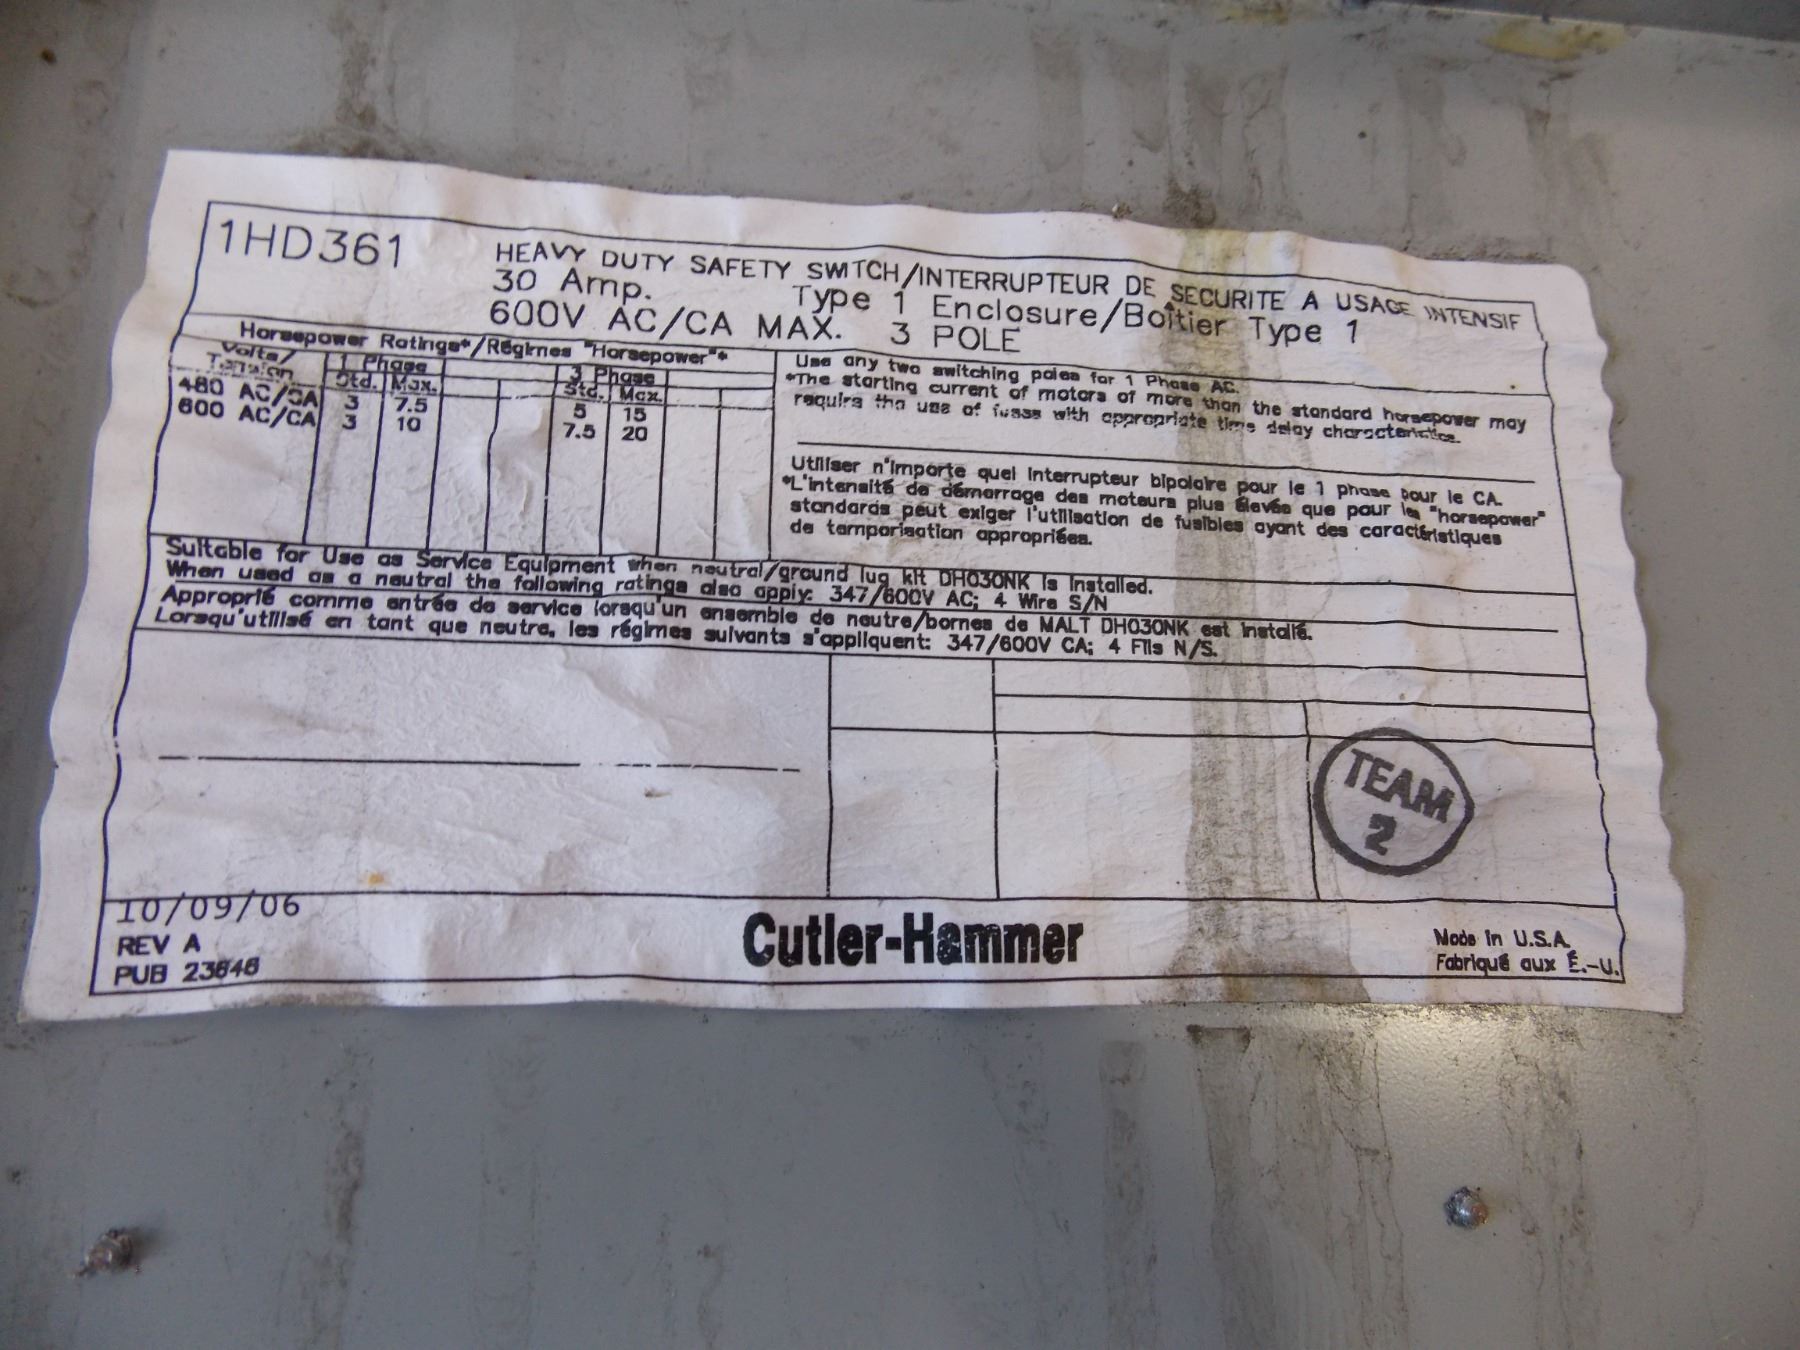 1HD361
HEAVY DUTY SAFETY SWITCH/INTERRUPTEUR DE SECURITE A USAGE INTENSIF
30 Amp. Type 1 Enclosure/Boîtier Type 1
600V AC/CA MAX. 3 POLE
Horsepower Ratings*/Régimes "Horsepower"*
Volts/ 1 Phase 3 Phase
Tension Std. Max. Std. Max.
480 AC/CA 3 7.5 5 15
600 AC/CA 3 10 7.5 20
Use any two switching poles for 1 Phase AC.
*The starting current of motors of more than the standard horsepower may
require the use of fuses with appropriate time delay characteristics.
Utiliser n'importe quel interrupteur bipolaire pour le 1 phase pour le CA.
*L'intensité de démarrage des moteurs plus élevés que pour les "horsepower"
standards peut exiger l'utilisation de fusibles ayant des caractéristiques
de temporisation appropriées.
Suitable for Use as Service Equipment when neutral/ground lug kit DH030NK is installed.
When used as a neutral the following ratings also apply: 347/600V AC; 4 Wire S/N
Approprié comme entrée de service lorsqu'un ensemble de neutre/bornes de MALT DH030NK est installé.
Lorsqu'utilisé en tant que neutre, les régimes suivants s'appliquent: 347/600V CA; 4 Fils N/S.
TEAM
2
10/09/06
REV A
PUB 23646
Cutler-Hammer
Made in U.S.A.
Fabriqué aux É.-U.